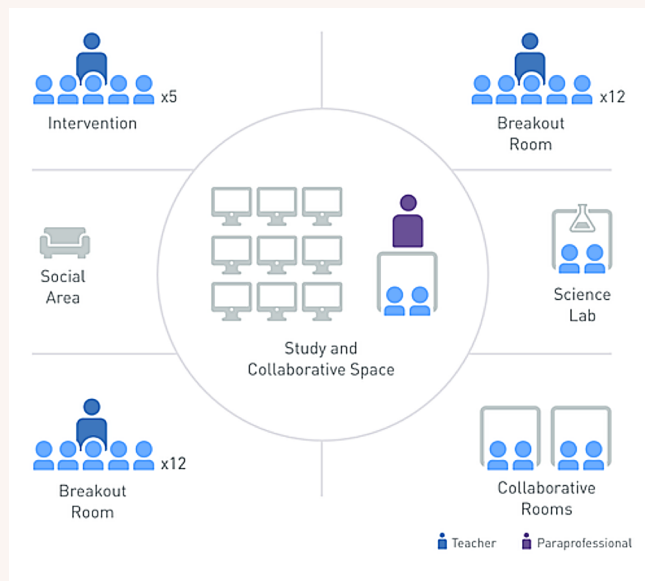 x5
Intervention
x12
Breakout
Room
Social
Area
Science
Lab
Study and
Collaborative Space
x12
Breakout
Room
Collaborative
Rooms
Teacher
Paraprofessional